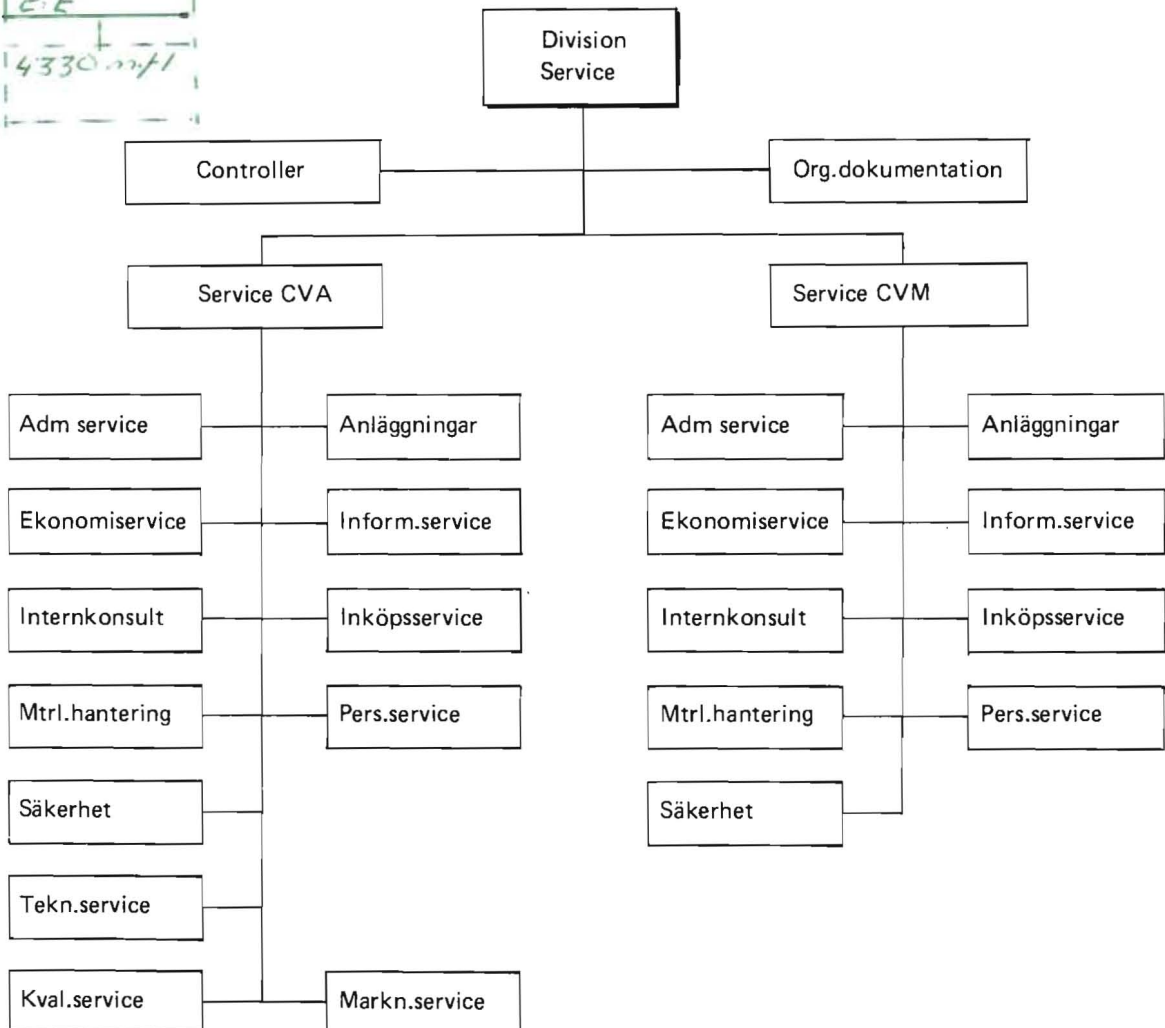 4330 mfl
Division
Service
Controller
Org.dokumentation
Service CVA
Service CVM
Adm service
Anläggningar
Adm service
Anläggningar
Ekonomiservice
Inform.service
Ekonomiservice
Inform.service
Internkonsult
Inköpsservice
Internkonsult
Inköpsservice
Mtrl.hantering
Pers.service
Mtrl.hantering
Pers.service
Säkerhet
Säkerhet
Tekn.service
Kval.service
Markn.service